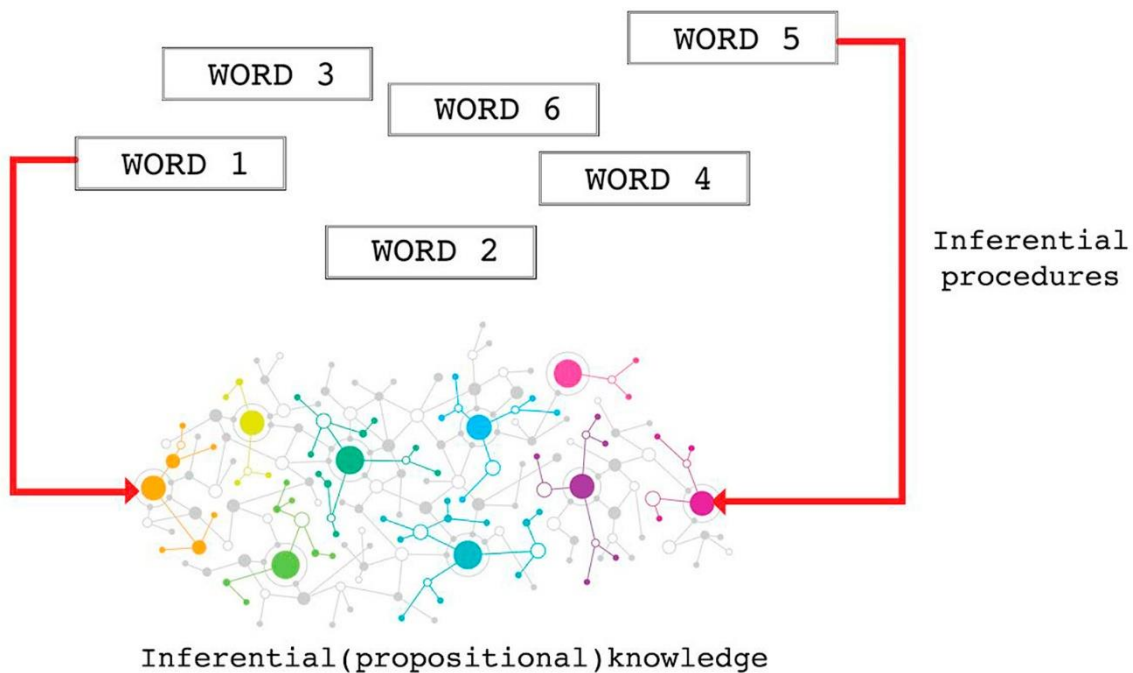 WORD 5
WORD 3
WORD 6
WORD 1
WORD 4
WORD 2
Inferential
procedures
Inferential(propositional)knowledge